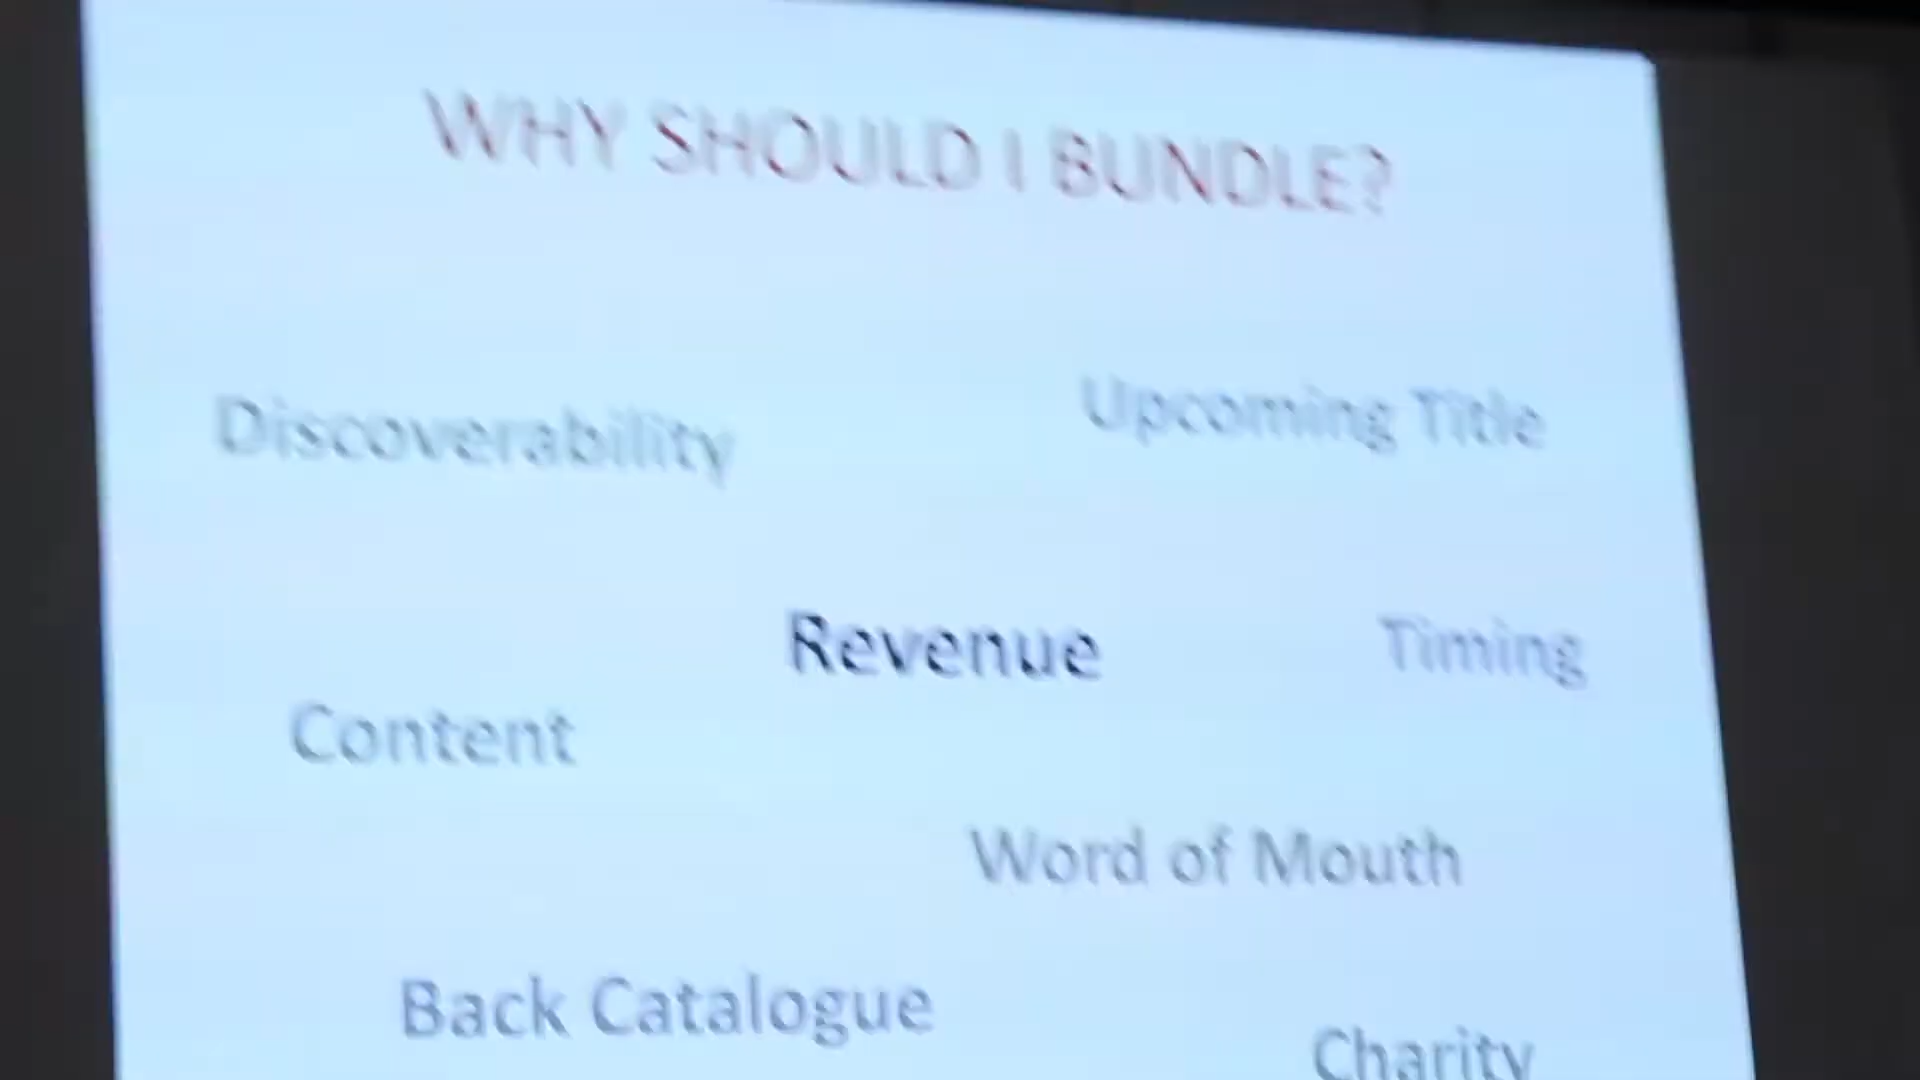 WHY SHOULD I BUNDLE?
Discoverability
Upcoming Title
Revenue
Timing
Content
Word of Mouth
Back Catalogue
Charity